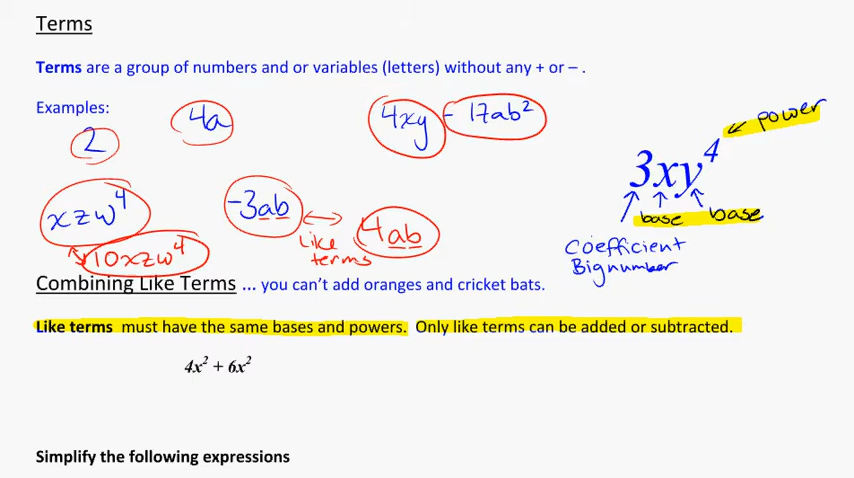 Terms
Terms are a group of numbers and or variables (letters) without any + or – .
Examples:
2
4a
4xy - 17ab²
power
3xy⁴
base base
Coefficient
Big number
xzw⁴
-3ab
4ab
Like
terms
10xzw⁴
Combining Like Terms ... you can't add oranges and cricket bats.
Like terms must have the same bases and powers. Only like terms can be added or subtracted.
4x² + 6x²
Simplify the following expressions